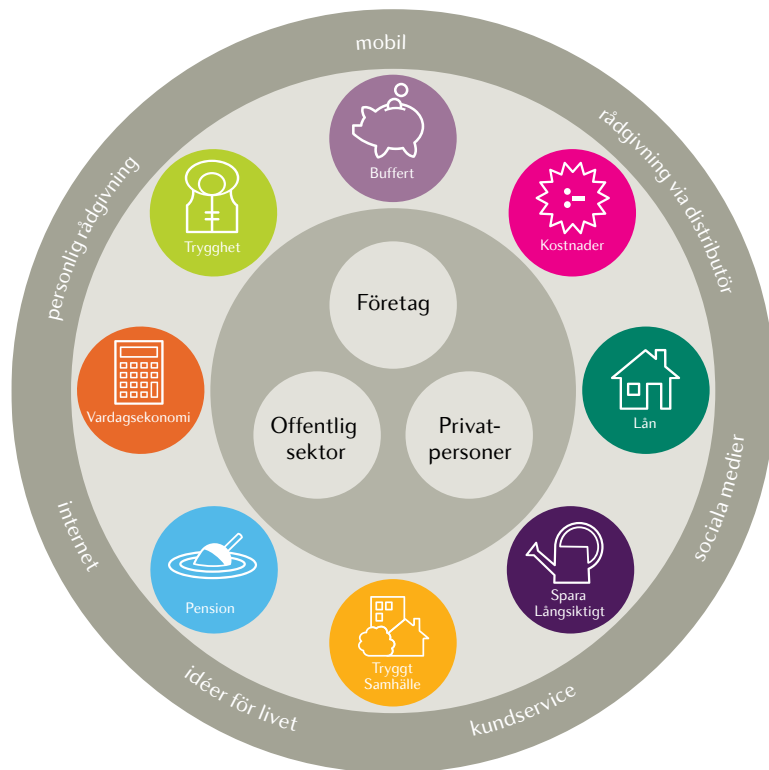 mobil
rådgivning via distributör
sociala medier
kundservice
idéer för livet
internet
personlig rådgivning
Buffert
Kostnader
Lån
Spara
Långsiktigt
Tryggt
Samhälle
Pension
Vardagsekonomi
Trygghet
Företag
Offentlig
sektor
Privat-
personer